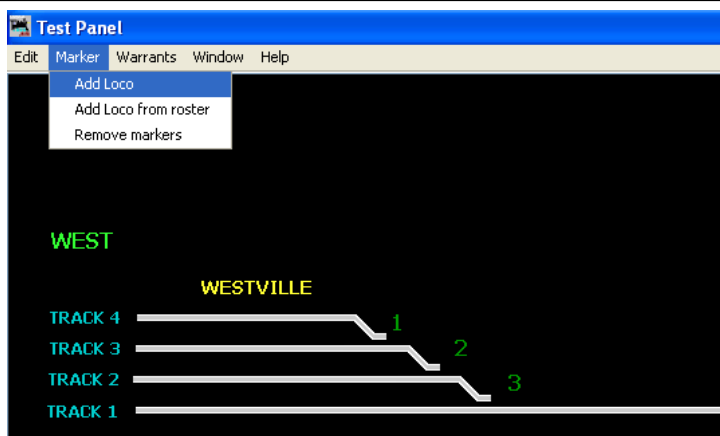 Test Panel
Edit Marker Warrants Window Help
Add Loco
Add Loco from roster
Remove markers
WEST
WESTVILLE
TRACK 4 1
TRACK 3 2
TRACK 2 3
TRACK 1